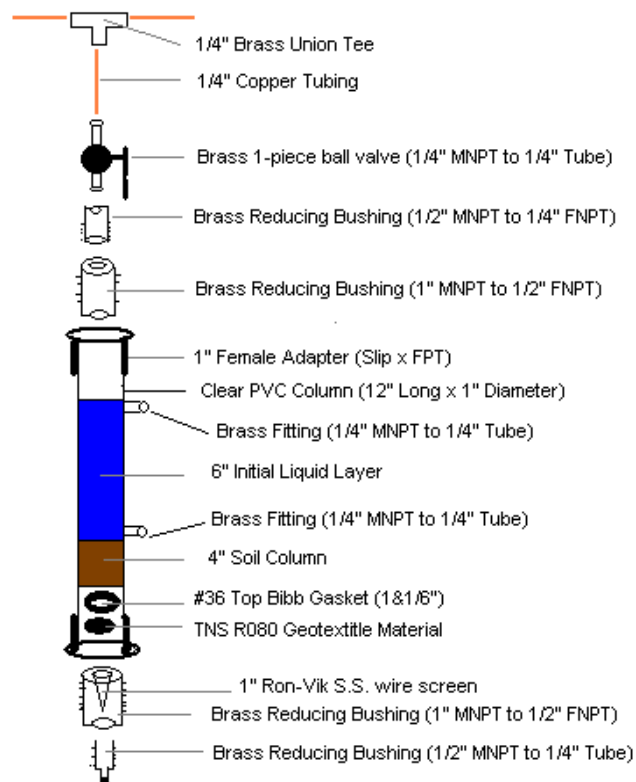 1/4" Brass Union Tee
1/4" Copper Tubing
Brass 1-piece ball valve (1/4" MNPT to 1/4" Tube)
Brass Reducing Bushing (1/2" MNPT to 1/4" FNPT)
Brass Reducing Bushing (1" MNPT to 1/2" FNPT)
1" Female Adapter (Slip x FPT)
Clear PVC Column (12" Long x 1" Diameter)
Brass Fitting (1/4" MNPT to 1/4" Tube)
6" Initial Liquid Layer
Brass Fitting (1/4" MNPT to 1/4" Tube)
4" Soil Column
#36 Top Bibb Gasket (1&1/6")
TNS R080 Geotextitle Material
1" Ron-Vik S.S. wire screen
Brass Reducing Bushing (1" MNPT to 1/2" FNPT)
Brass Reducing Bushing (1/2" MNPT to 1/4" Tube)